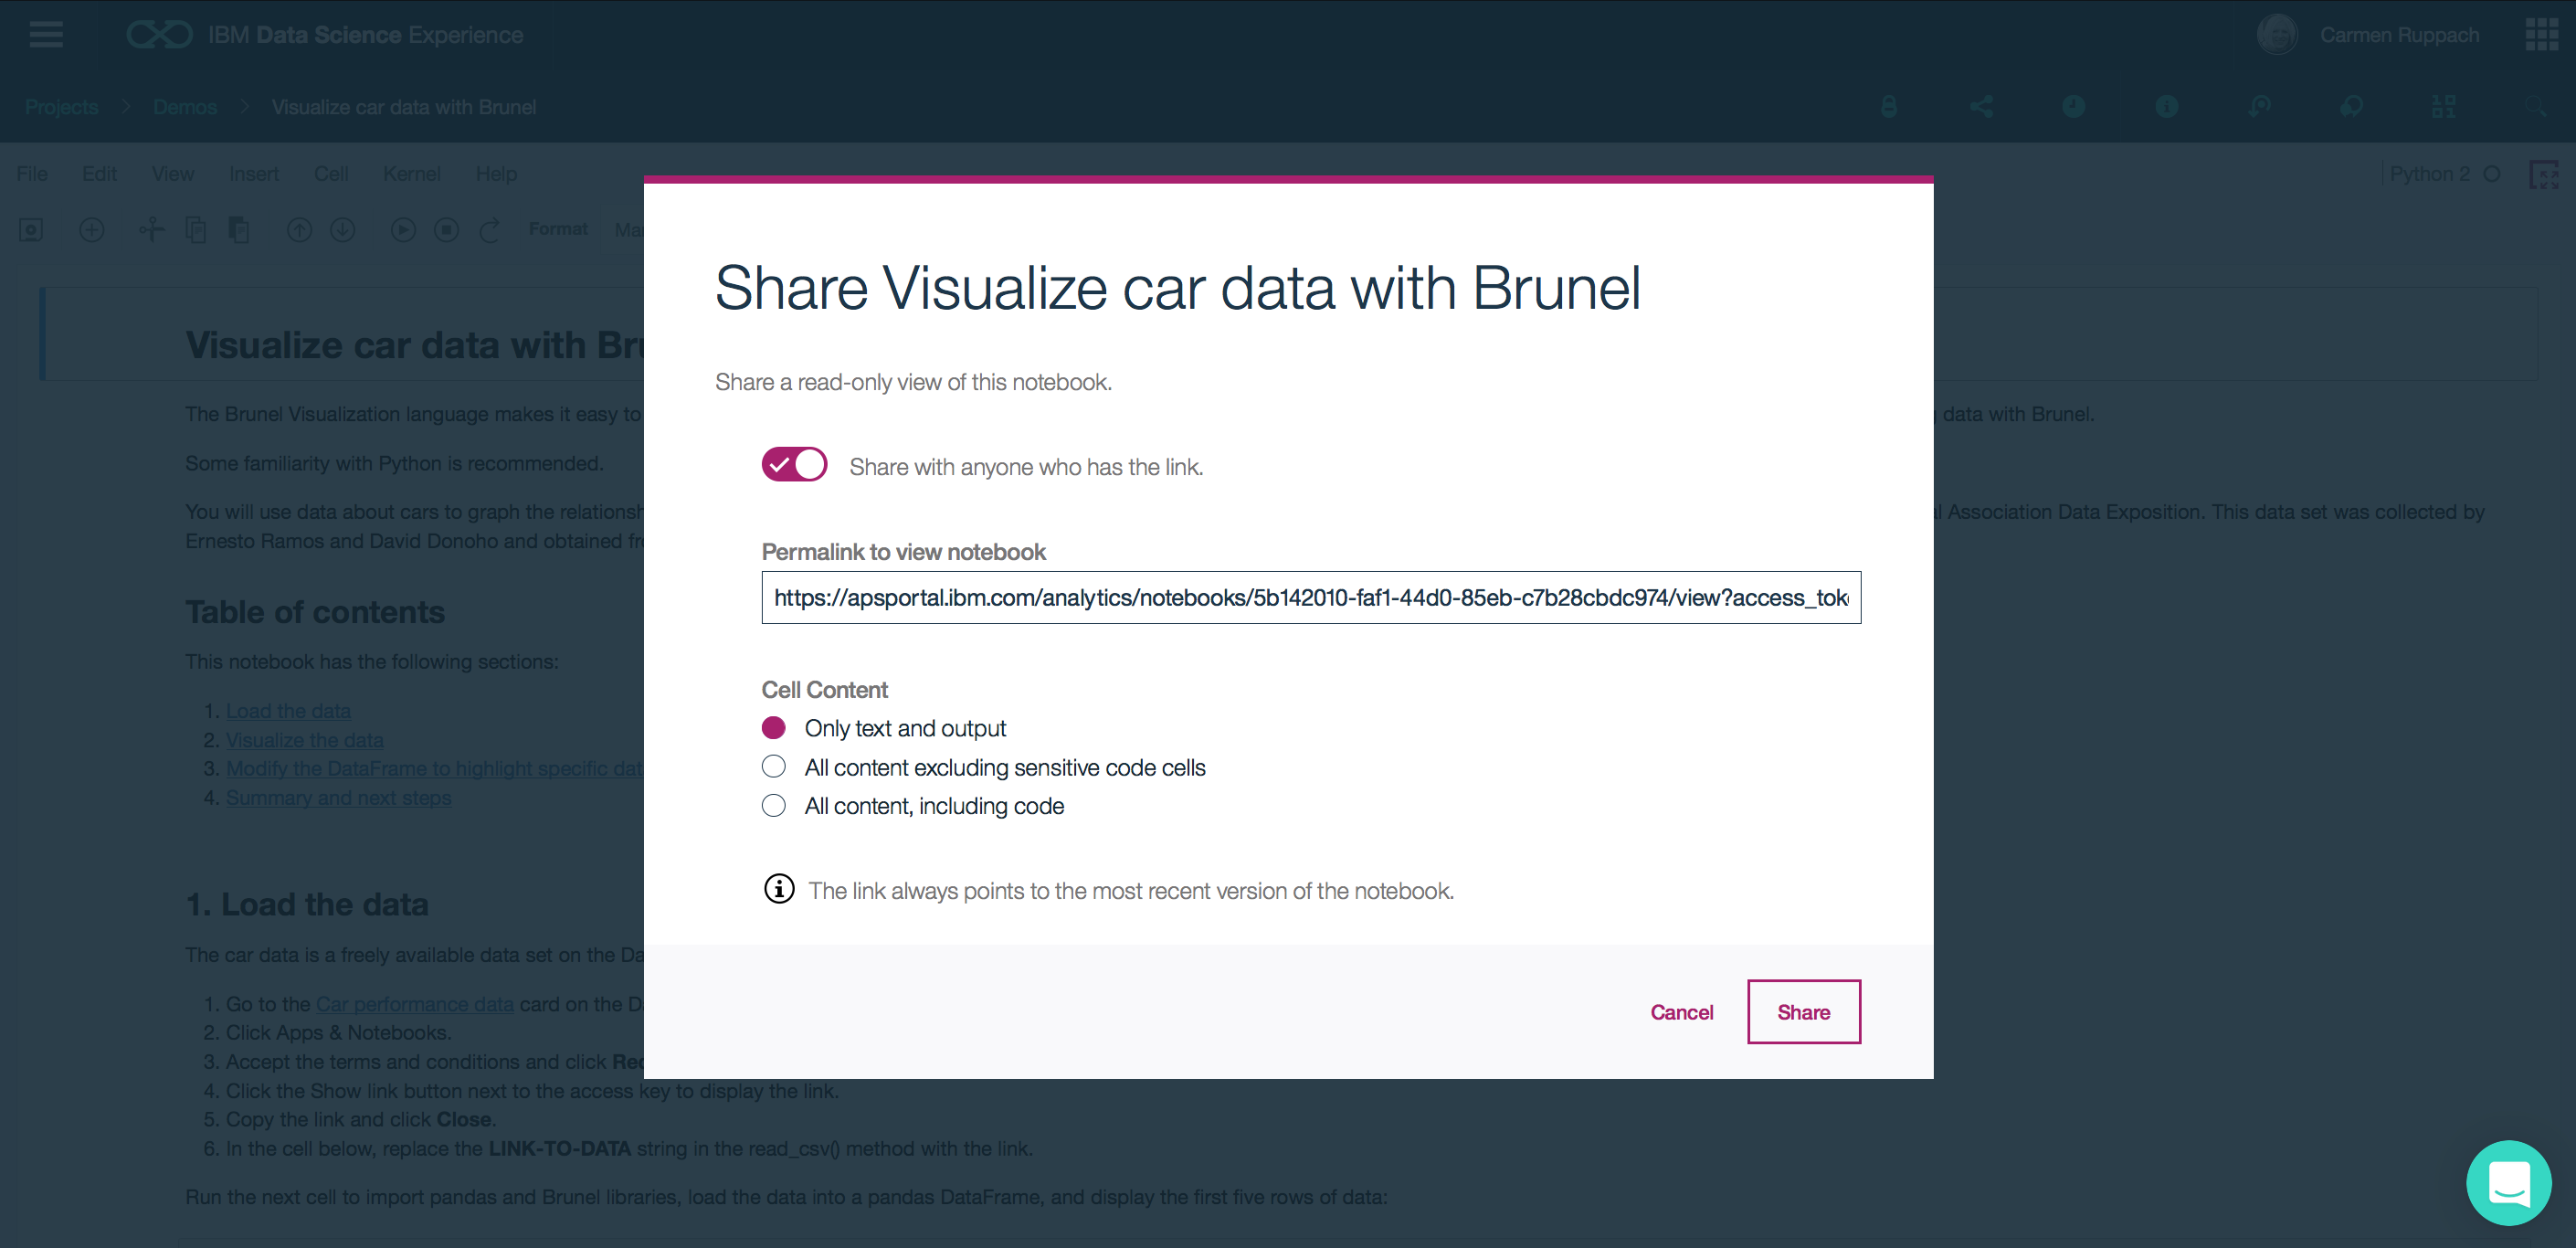 IBM Data Science Experience
Carmen Ruppach
Projects > Demos > Visualize car data with Brunel
File Edit View Insert Cell Kernel Help
Python 2
Format
Share Visualize car data with Brunel
Share a read-only view of this notebook.
Share with anyone who has the link.
Permalink to view notebook
https://apsportal.ibm.com/analytics/notebooks/5b142010-faf1-44d0-85eb-c7b28cbdc974/view?access_tok
Cell Content
Only text and output
All content excluding sensitive code cells
All content, including code
The link always points to the most recent version of the notebook.
Cancel
Share
Visualize car data with
The Brunel Visualization language makes it easy to
data with Brunel.
Some familiarity with Python is recommended.
You will use data about cars to graph the
Association Data Exposition. This data set was collected by
Ernesto Ramos and David Donoho and obtained
Table of contents
This notebook has the following sections:
1. Load the data
2. Visualize the data
3. Modify the DataFrame to highlight specific
4. Summary and next steps
1. Load the data
The car data is a freely available data set on the
1. Go to the Car performance data card on the
2. Click Apps & Notebooks.
3. Accept the terms and conditions and click
4. Click the Show link button next to the access key to display the link.
5. Copy the link and click Close.
6. In the cell below, replace the LINK-TO-DATA string in the read_csv() method with the link.
Run the next cell to import pandas and Brunel libraries, load the data into a pandas DataFrame, and display the first five rows of data: